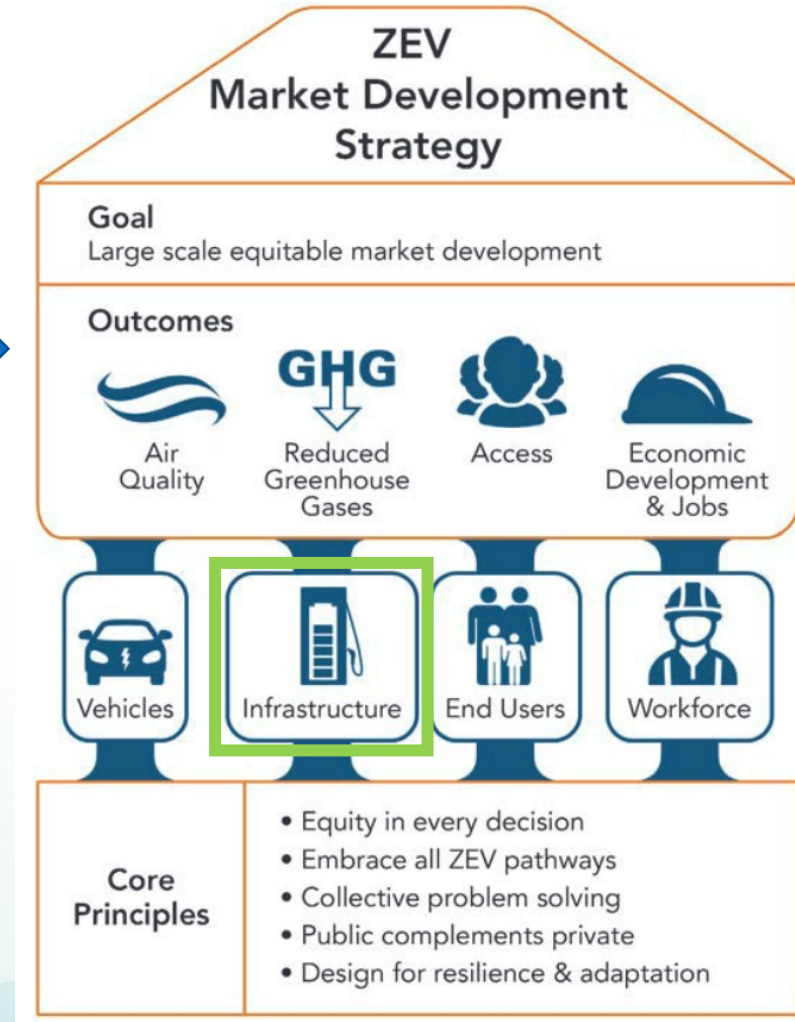 ZEV
Market Development
Strategy
Goal
Large scale equitable market development
Outcomes
GHG
Air
Quality
Reduced
Greenhouse
Gases
Access
Economic
Development
& Jobs
Vehicles
Infrastructure
End Users
Workforce
Core
Principles
• Equity in every decision
• Embrace all ZEV pathways
• Collective problem solving
• Public complements private
• Design for resilience & adaptation